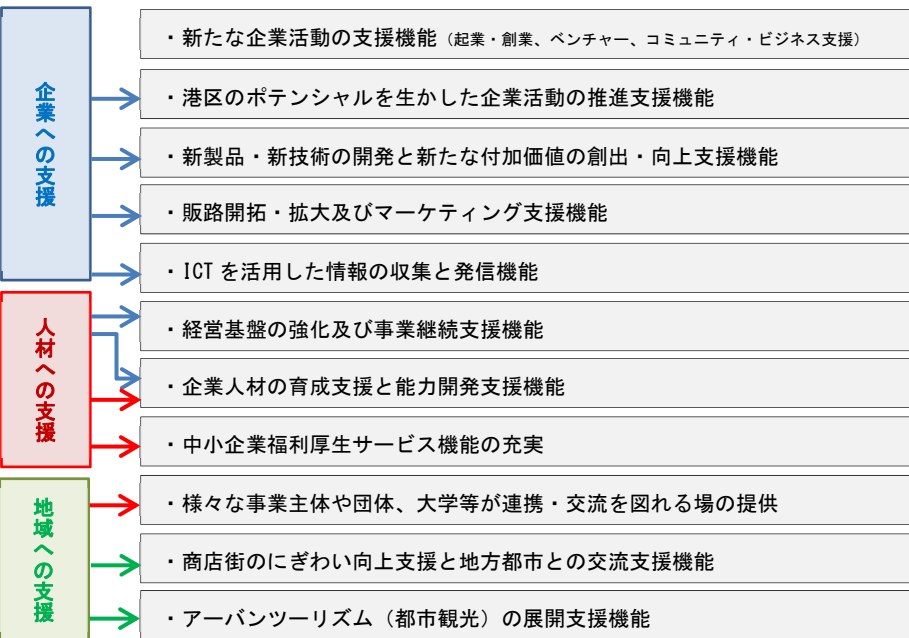 企業への支援
・新たな企業活動の支援機能（起業・創業、ベンチャー、コミュニティ・ビジネス支援）
・港区のポテンシャルを生かした企業活動の推進支援機能
・新製品・新技術の開発と新たな付加価値の創出・向上支援機能
・販路開拓・拡大及びマーケティング支援機能
・ICTを活用した情報の収集と発信機能
人材への支援
・経営基盤の強化及び事業継続支援機能
・企業人材の育成支援と能力開発支援機能
・中小企業福利厚生サービス機能の充実
地域への支援
・様々な事業主体や団体、大学等が連携・交流を図れる場の提供
・商店街のにぎわい向上支援と地方都市との交流支援機能
・アーバンツーリズム（都市観光）の展開支援機能